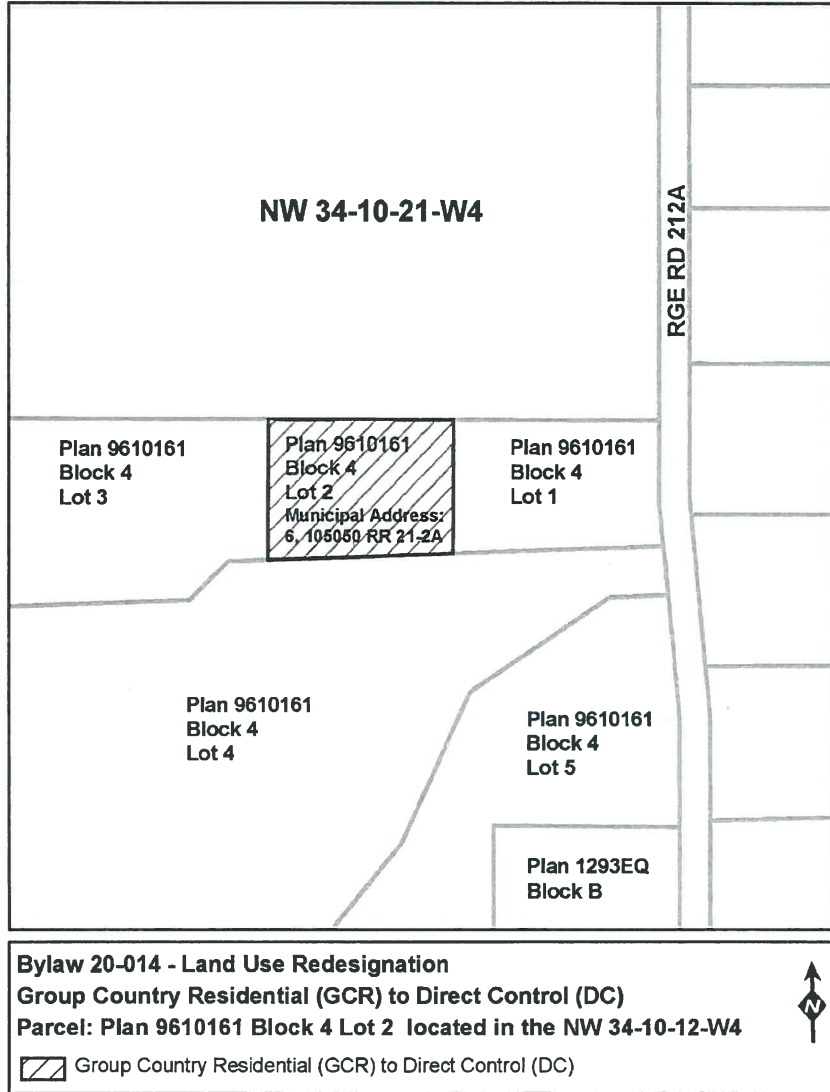 NW 34-10-21-W4
RGE RD 212A
Plan 9610161
Block 4
Lot 3
Plan 9610161
Block 4
Lot 2
Municipal Address:
6, 105050 RR 21-2A
Plan 9610161
Block 4
Lot 1
Plan 9610161
Block 4
Lot 4
Plan 9610161
Block 4
Lot 5
Plan 1293EQ
Block B
Bylaw 20-014 - Land Use Redesignation
Group Country Residential (GCR) to Direct Control (DC)
Parcel: Plan 9610161 Block 4 Lot 2 located in the NW 34-10-12-W4
N
Group Country Residential (GCR) to Direct Control (DC)